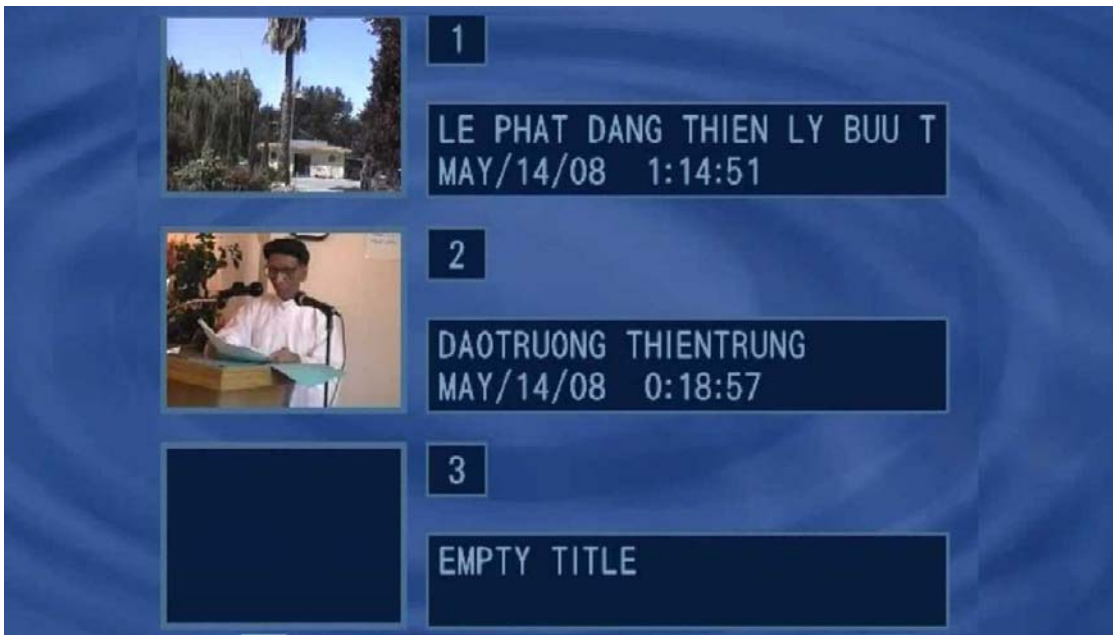 1
LE PHAT DANG THIEN LY BUU T
MAY/14/08 1:14:51
2
DAOTRUONG THIENTRUNG
MAY/14/08 0:18:57
3
EMPTY TITLE